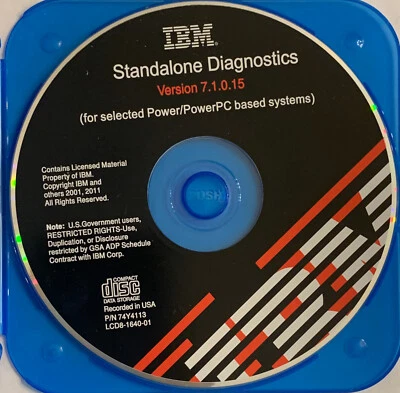 IBM®
Standalone Diagnostics
Version 7.1.0.15
(for selected Power/PowerPC based systems)
Contains Licensed Material
Property of IBM.
Copyright IBM and
others 2001, 2011
All Rights Reserved.
Note: U.S.Government users,
RESTRICTED RIGHTS-Use,
Duplication, or Disclosure
restricted by GSA ADP Schedule
Contract with IBM Corp.
COMPACT
disc
DATA STORAGE
Recorded in USA
P/N 74Y4113
LCD8-1640-01
PUSH
IBM